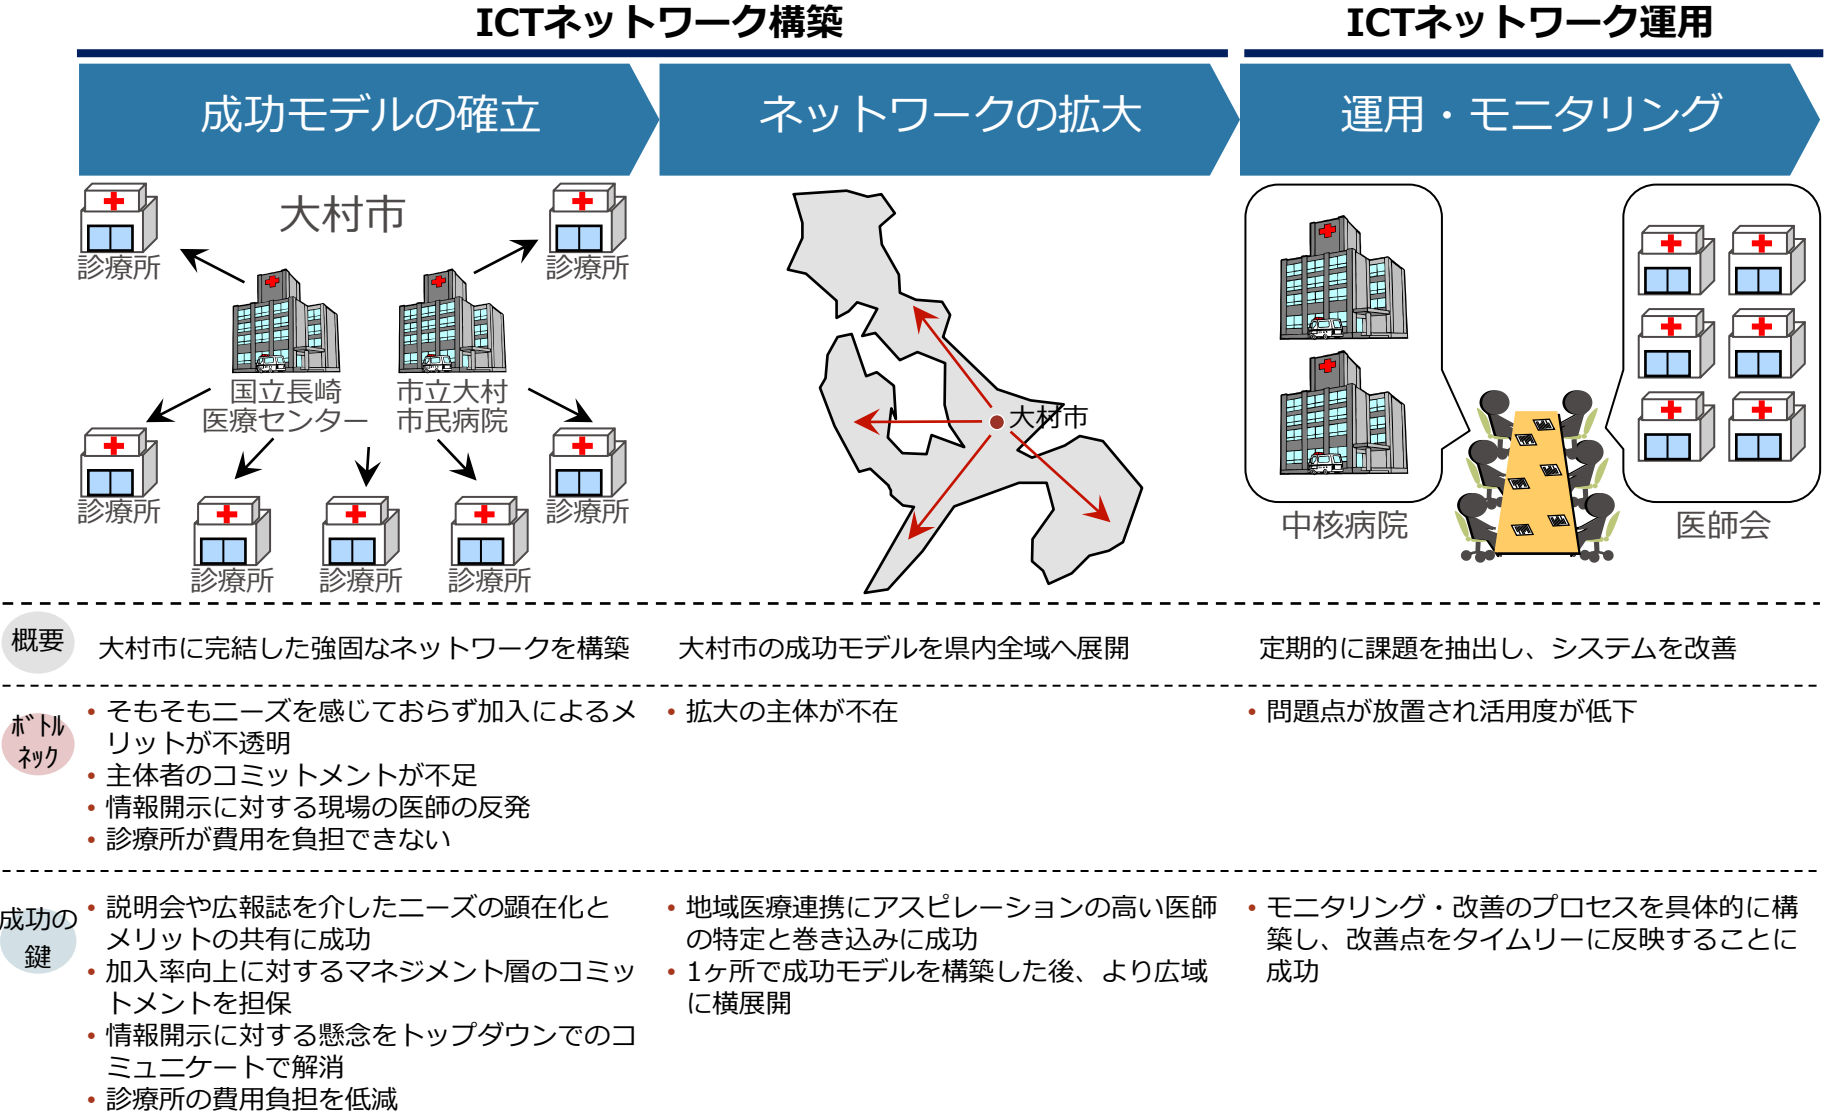 ICTネットワーク構築
ICTネットワーク運用
成功モデルの確立
ネットワークの拡大
運用・モニタリング
大村市
診療所
診療所
国立長崎
医療センター
市立大村
市民病院
診療所
診療所
診療所
診療所
診療所
大村市
中核病院
医師会
概要
大村市に完結した強固なネットワークを構築
大村市の成功モデルを県内全域へ展開
定期的に課題を抽出し、システムを改善
ﾎﾞﾄﾙ
ﾈｯｸ
• そもそもニーズを感じておらず加入によるメ
リットが不透明
• 主体者のコミットメントが不足
• 情報開示に対する現場の医師の反発
• 診療所が費用を負担できない
• 拡大の主体が不在
• 問題点が放置され活用度が低下
成功の
鍵
• 説明会や広報誌を介したニーズの顕在化と
メリットの共有に成功
• 加入率向上に対するマネジメント層のコミッ
トメントを担保
• 情報開示に対する懸念をトップダウンでのコ
ミュニケートで解消
• 診療所の費用負担を低減
• 地域医療連携にアスピレーションの高い医師
の特定と巻き込みに成功
• 1ヶ所で成功モデルを構築した後、より広域
に横展開
• モニタリング・改善のプロセスを具体的に構
築し、改善点をタイムリーに反映することに
成功